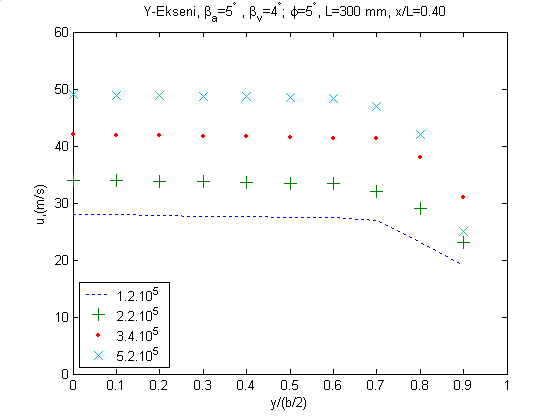 Y-Ekseni, βa=5°, βv=4°; ϕ=5°, L=300 mm, x/L=0.40
60
50
40
30
20
10
0
u,(m/s)
1.2.10^5
2.2.10^5
3.4.10^5
5.2.10^5
0 0.1 0.2 0.3 0.4 0.5 0.6 0.7 0.8 0.9 1
y/(b/2)